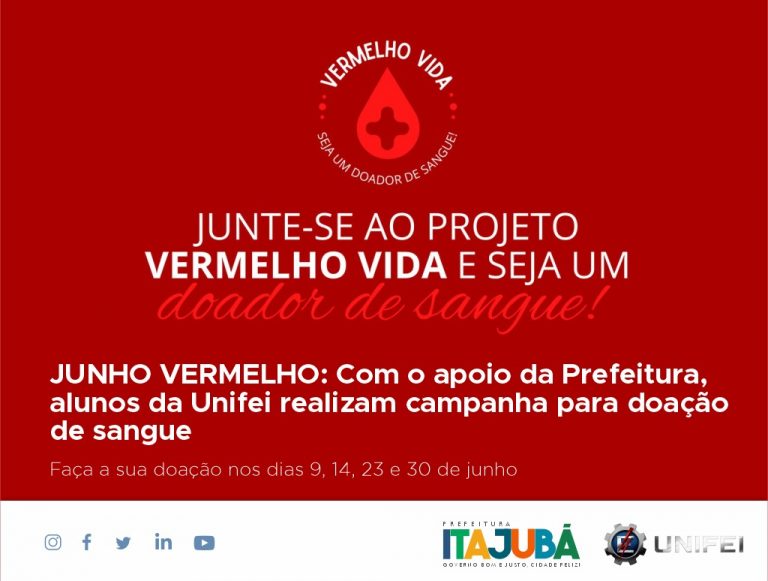 VERMELHO VIDA
SEJA UM DOADOR DE SANGUE!
JUNTE-SE AO PROJETO
VERMELHO VIDA E SEJA UM
doador de sangue!
JUNHO VERMELHO: Com o apoio da Prefeitura,
alunos da Unifei realizam campanha para doação
de sangue
Faça a sua doação nos dias 9, 14, 23 e 30 de junho
PREFEITURA
ITAJUBÁ
GOVERNO BOM E JUSTO, CIDADE FELIZ!
UNIFEI